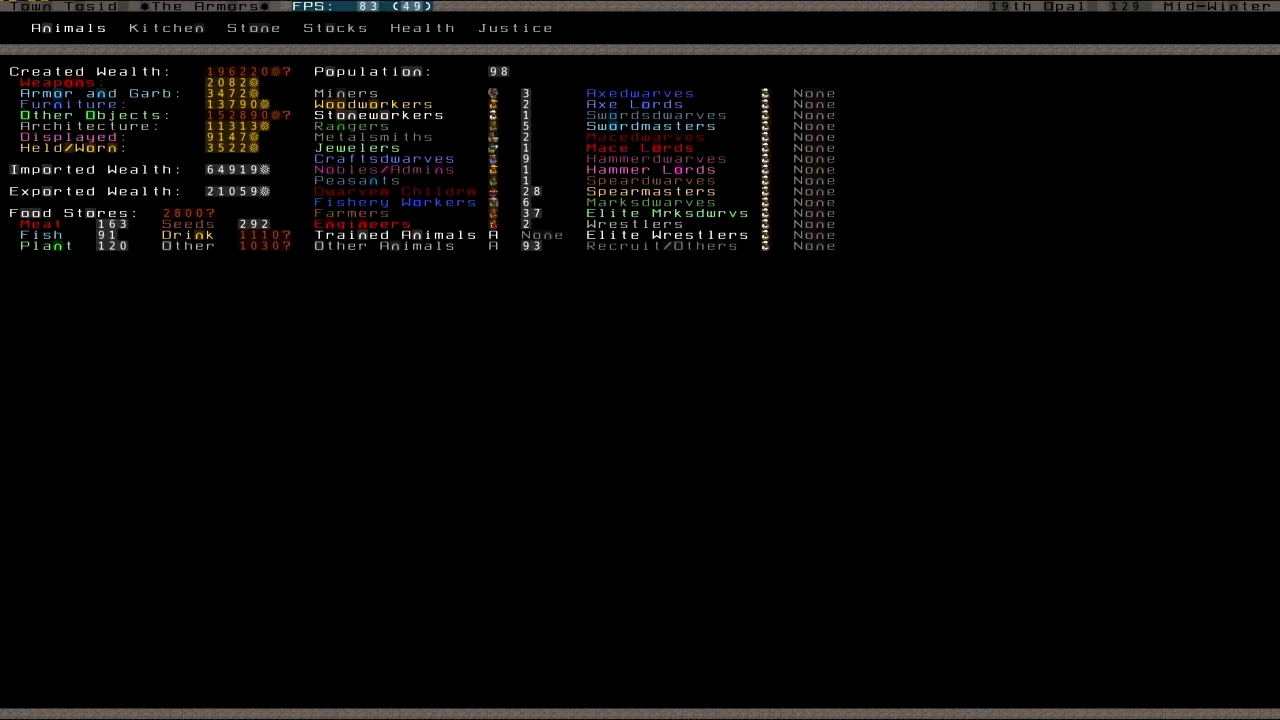 Town Tosid ●The Armors● FPS: 83 (49) 19th Opal 129 Mid-Winter
Animals Kitchen Stone Stocks Health Justice
Created Wealth: 196220☼? Population: 98
Weapons: 2082☼
Armor and Garb: 3472☼ Miners 3 Axedwarves None
Furniture: 13790☼ Woodworkers 2 Axe Lords None
Other Objects: 152890☼? Stoneworkers 1 Swordsdwarves None
Architecture: 11313☼ Rangers 5 Swordmasters None
Displayed: 9147☼ Metalsmiths 2 Macedwarves None
Held/Worn: 3522☼ Jewelers 1 Mace Lords None
Craftsdwarves 9 Hammerdwarves None
Imported Wealth: 64919☼ Nobles/Admins 1 Hammer Lords None
Peasants 1 Speardwarves None
Exported Wealth: 21059☼ Dwarven Childrn 28 Spearmasters None
Fishery Workers 6 Marksdwarves None
Food Stores: 2800? Farmers 37 Elite Mrksdwrvs None
Meat 163 Seeds 292 Engineers 2 Wrestlers None
Fish 91 Drink 1110? Trained Animals A None Elite Wrestlers None
Plant 120 Other 1030? Other Animals A 93 Recruit/Others None